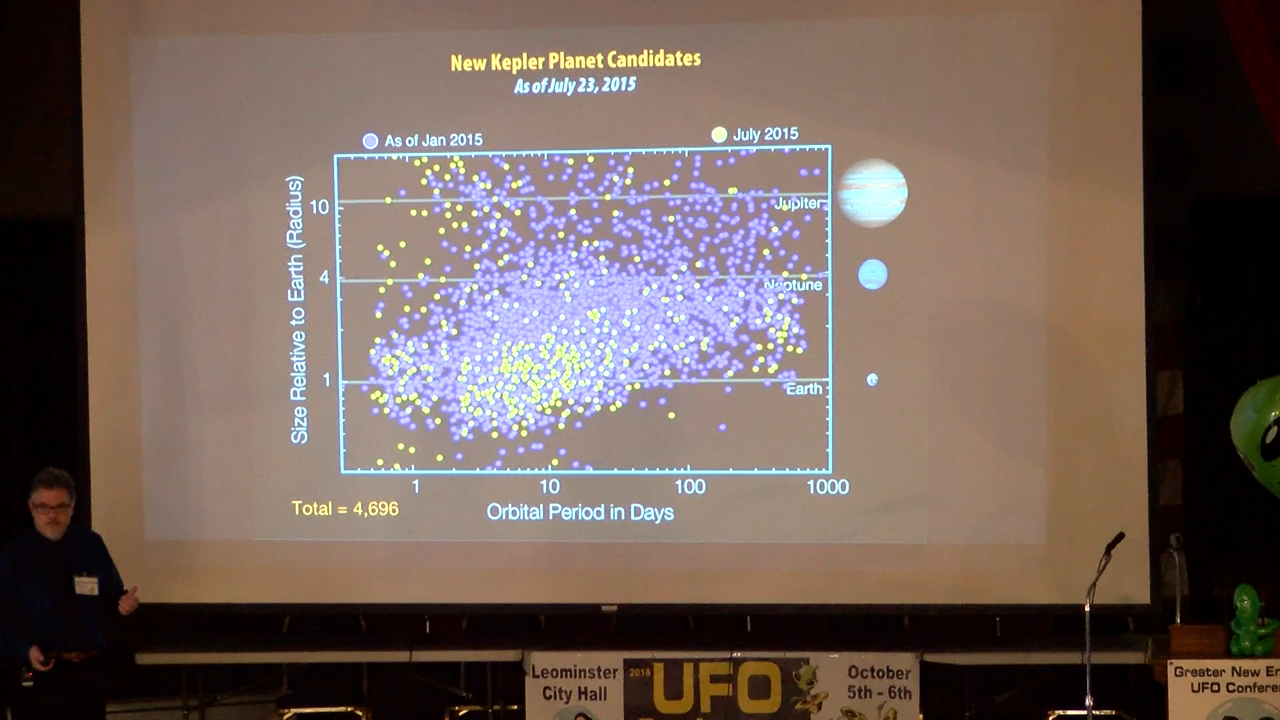 New Kepler Planet Candidates
As of July 23, 2015
As of Jan 2015
July 2015
Size Relative to Earth (Radius)
10
4
1
Jupiter
Neptune
Earth
1
10
100
1000
Total = 4,696
Orbital Period in Days
Leominster
City Hall
2018
UFO
October
5th - 6th
Greater New En
UFO Confere